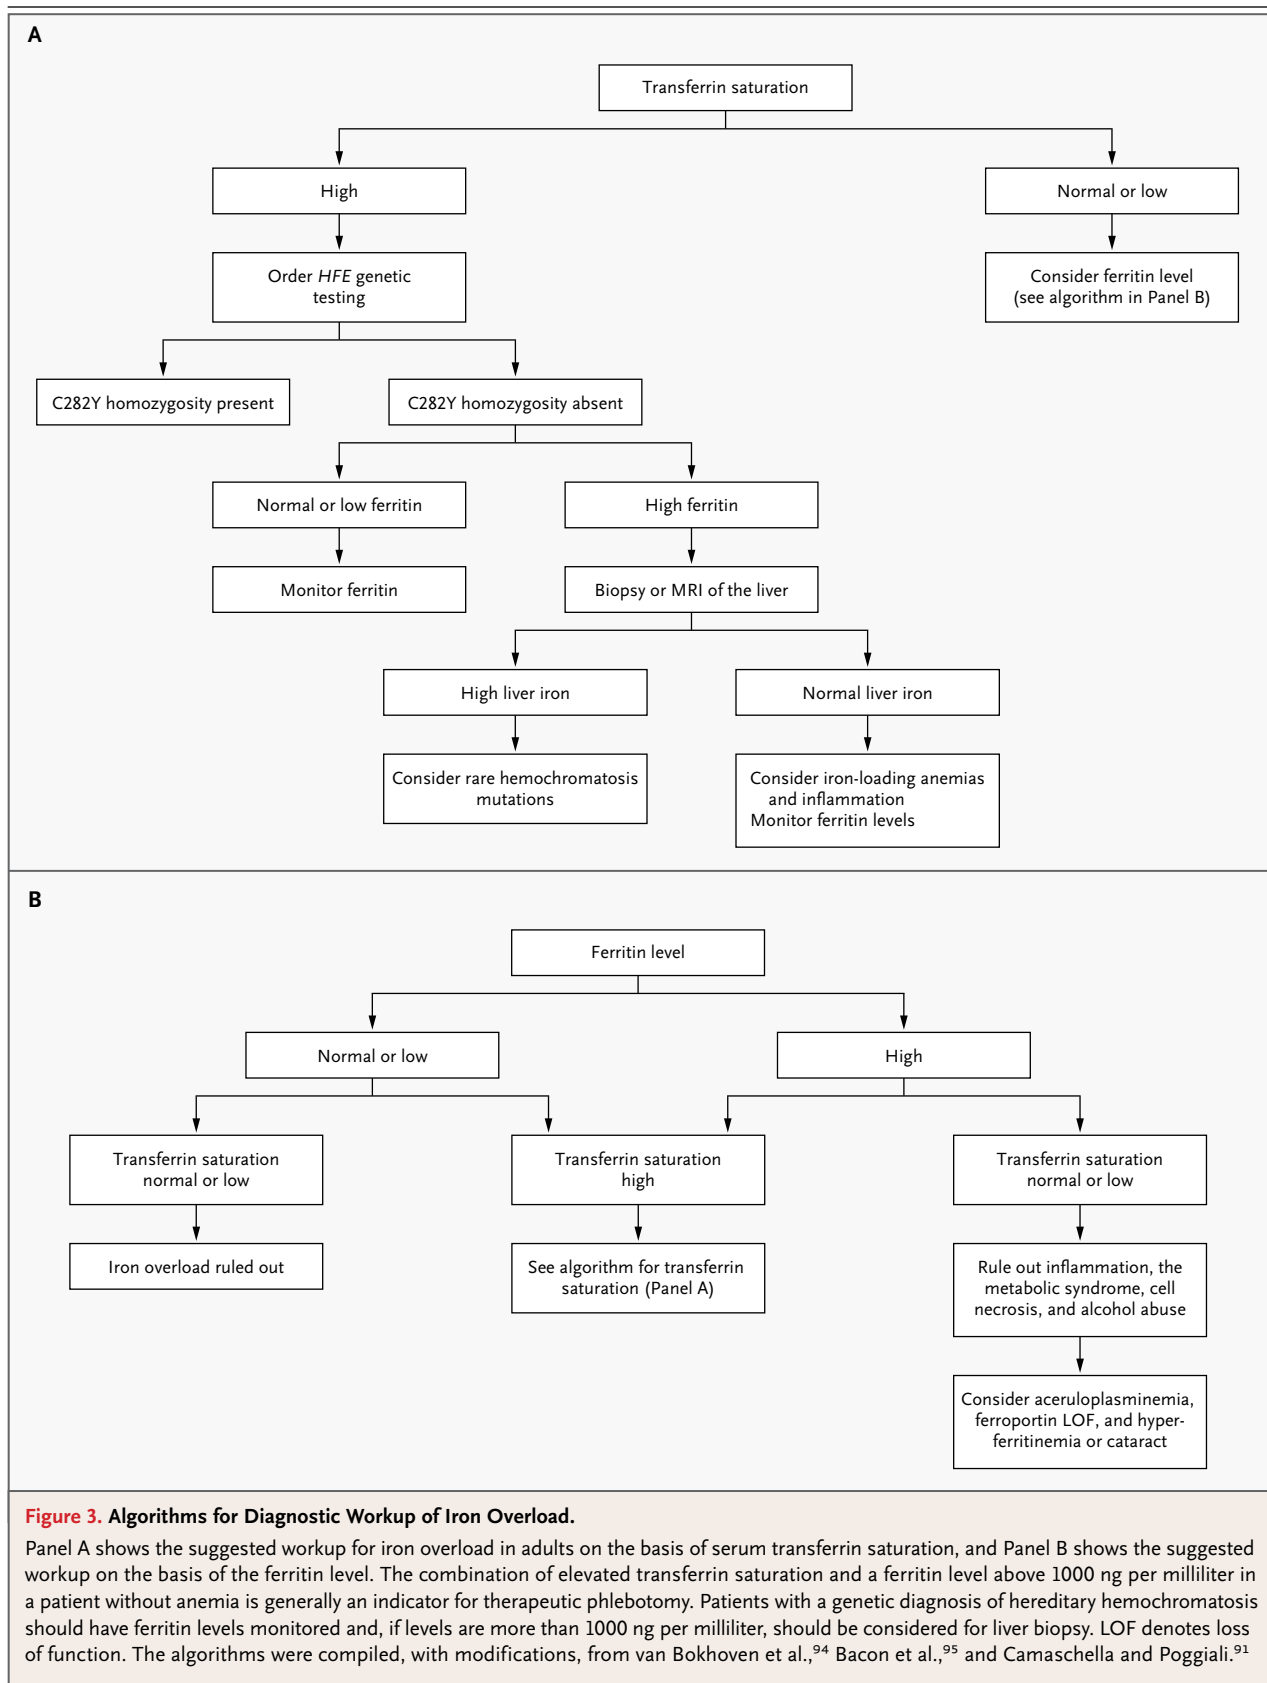 A
Transferrin saturation
High
Normal or low
Order HFE genetic
testing
Consider ferritin level
(see algorithm in Panel B)
C282Y homozygosity present
C282Y homozygosity absent
Normal or low ferritin
High ferritin
Monitor ferritin
Biopsy or MRI of the liver
High liver iron
Normal liver iron
Consider rare hemochromatosis
mutations
Consider iron-loading anemias
and inflammation
Monitor ferritin levels
B
Ferritin level
Normal or low
High
Transferrin saturation
normal or low
Transferrin saturation
high
Transferrin saturation
normal or low
Iron overload ruled out
See algorithm for transferrin
saturation (Panel A)
Rule out inflammation, the
metabolic syndrome, cell
necrosis, and alcohol abuse
Consider aceruloplasminemia,
ferroportin LOF, and hyper-
ferritinemia or cataract
Figure 3. Algorithms for Diagnostic Workup of Iron Overload.
Panel A shows the suggested workup for iron overload in adults on the basis of serum transferrin saturation, and Panel B shows the suggested
workup on the basis of the ferritin level. The combination of elevated transferrin saturation and a ferritin level above 1000 ng per milliliter in
a patient without anemia is generally an indicator for therapeutic phlebotomy. Patients with a genetic diagnosis of hereditary hemochromatosis
should have ferritin levels monitored and, if levels are more than 1000 ng per milliliter, should be considered for liver biopsy. LOF denotes loss
of function. The algorithms were compiled, with modifications, from van Bokhoven et al.,94 Bacon et al.,95 and Camaschella and Poggiali.91